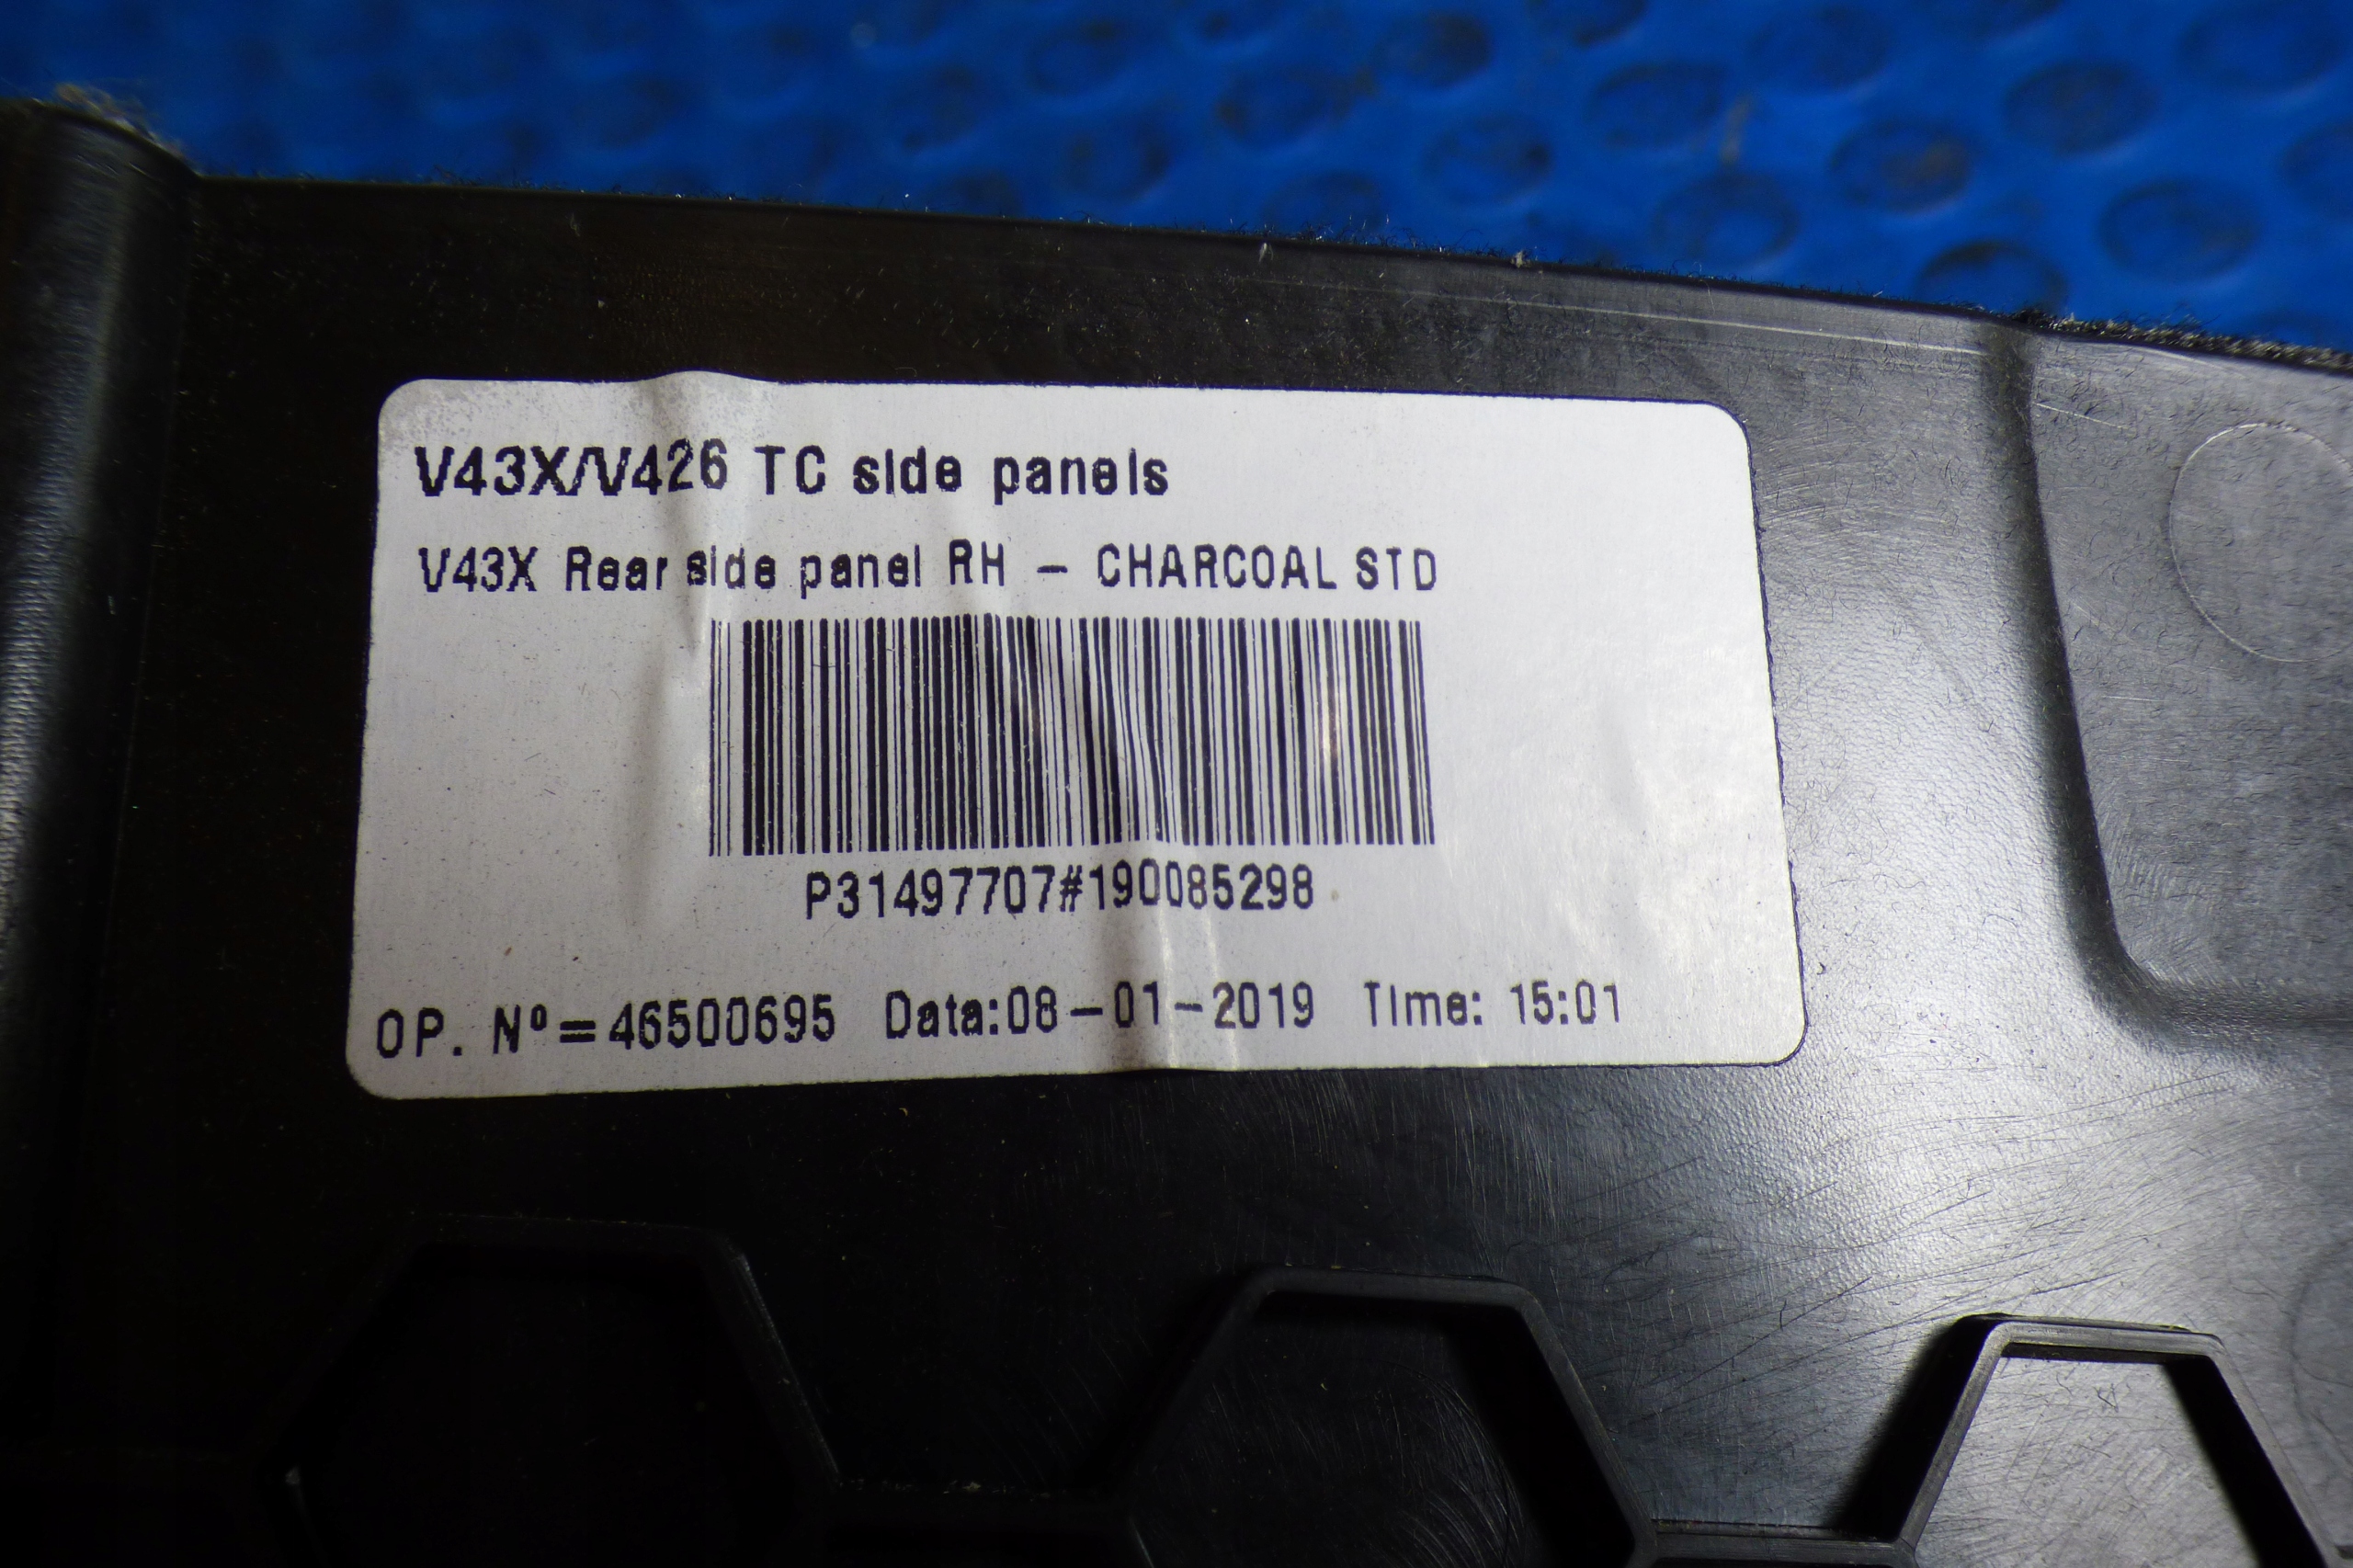 V43X/V426 TC side panels
V43X Rear side panel RH - CHARCOAL STD
P31497707#190085298
OP. Nº=46500695 Data:08-01-2019 Time: 15:01